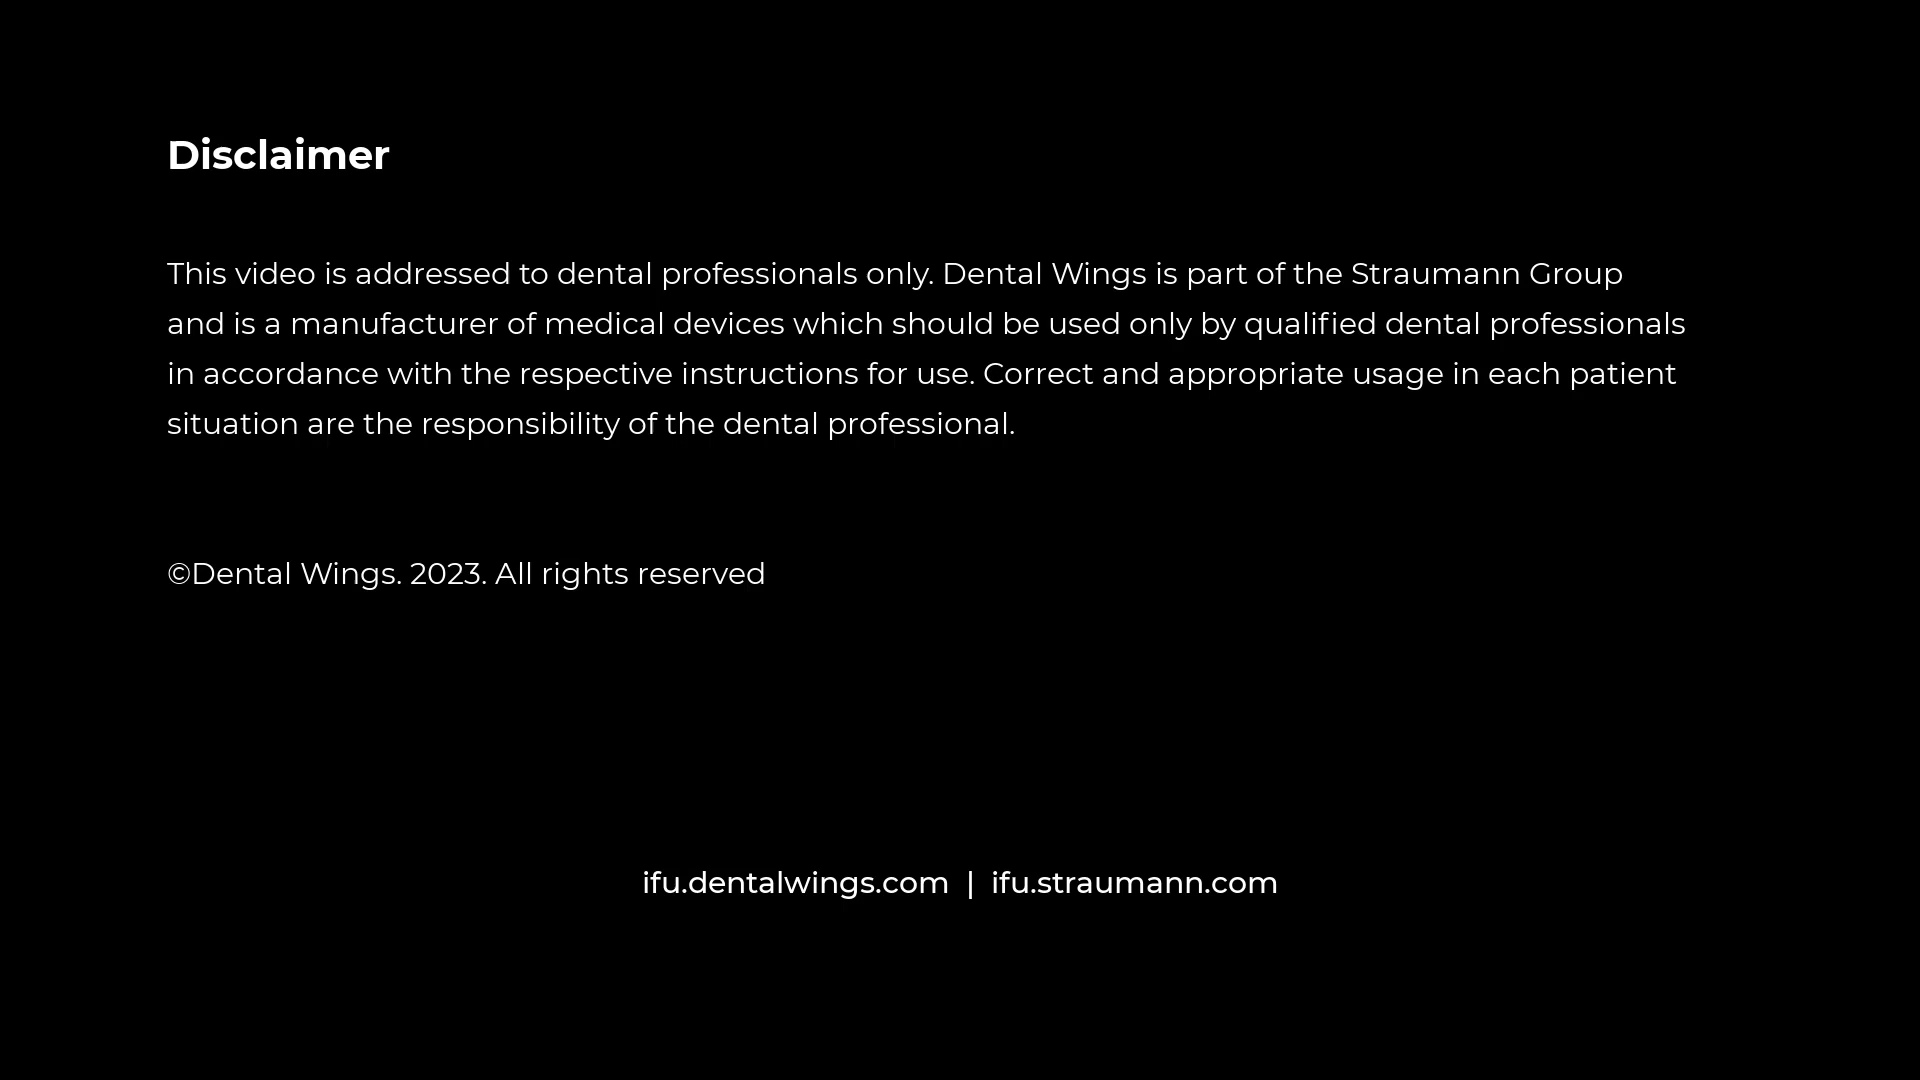 Disclaimer
This video is addressed to dental professionals only. Dental Wings is part of the Straumann Group
and is a manufacturer of medical devices which should be used only by qualified dental professionals
in accordance with the respective instructions for use. Correct and appropriate usage in each patient
situation are the responsibility of the dental professional.
©Dental Wings. 2023. All rights reserved
ifu.dentalwings.com | ifu.straumann.com